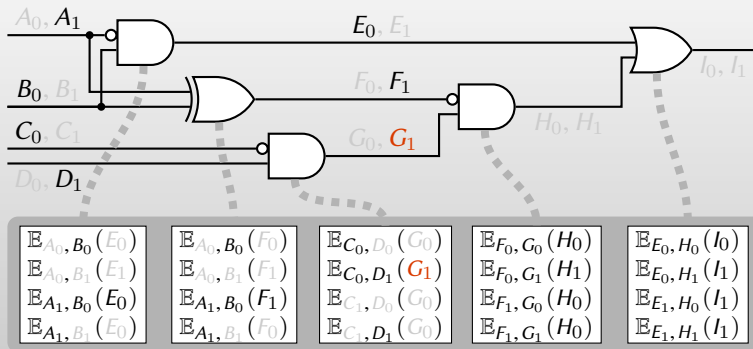 A₀, A₁
E₀, E₁
I₀, I₁
B₀, B₁
F₀, F₁
H₀, H₁
C₀, C₁
G₀, G₁
D₀, D₁
𝔼A₀,B₀(E₀) 𝔼A₀,B₀(F₀) 𝔼C₀,D₀(G₀) 𝔼F₀,G₀(H₀) 𝔼E₀,H₀(I₀)
𝔼A₀,B₁(E₁) 𝔼A₀,B₁(F₁) 𝔼C₀,D₁(G₁) 𝔼F₀,G₁(H₁) 𝔼E₀,H₁(I₁)
𝔼A₁,B₀(E₀) 𝔼A₁,B₀(F₁) 𝔼C₁,D₀(G₀) 𝔼F₁,G₀(H₀) 𝔼E₁,H₀(I₁)
𝔼A₁,B₁(E₀) 𝔼A₁,B₁(F₀) 𝔼C₁,D₁(G₀) 𝔼F₁,G₁(H₀) 𝔼E₁,H₁(I₁)